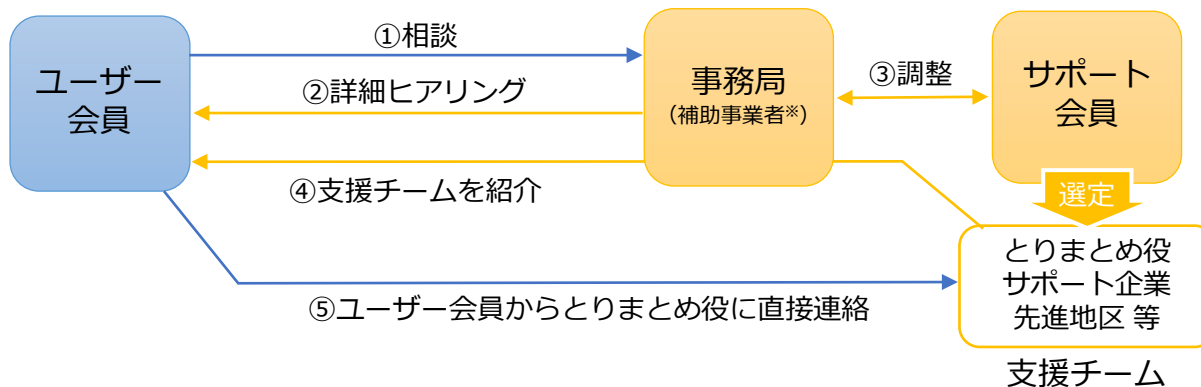 ①相談
ユーザー
会員
②詳細ヒアリング
事務局
(補助事業者※)
③調整
サポート
会員
④支援チームを紹介
選定
とりまとめ役
サポート企業
先進地区 等
⑤ユーザー会員からとりまとめ役に直接連絡
支援チーム